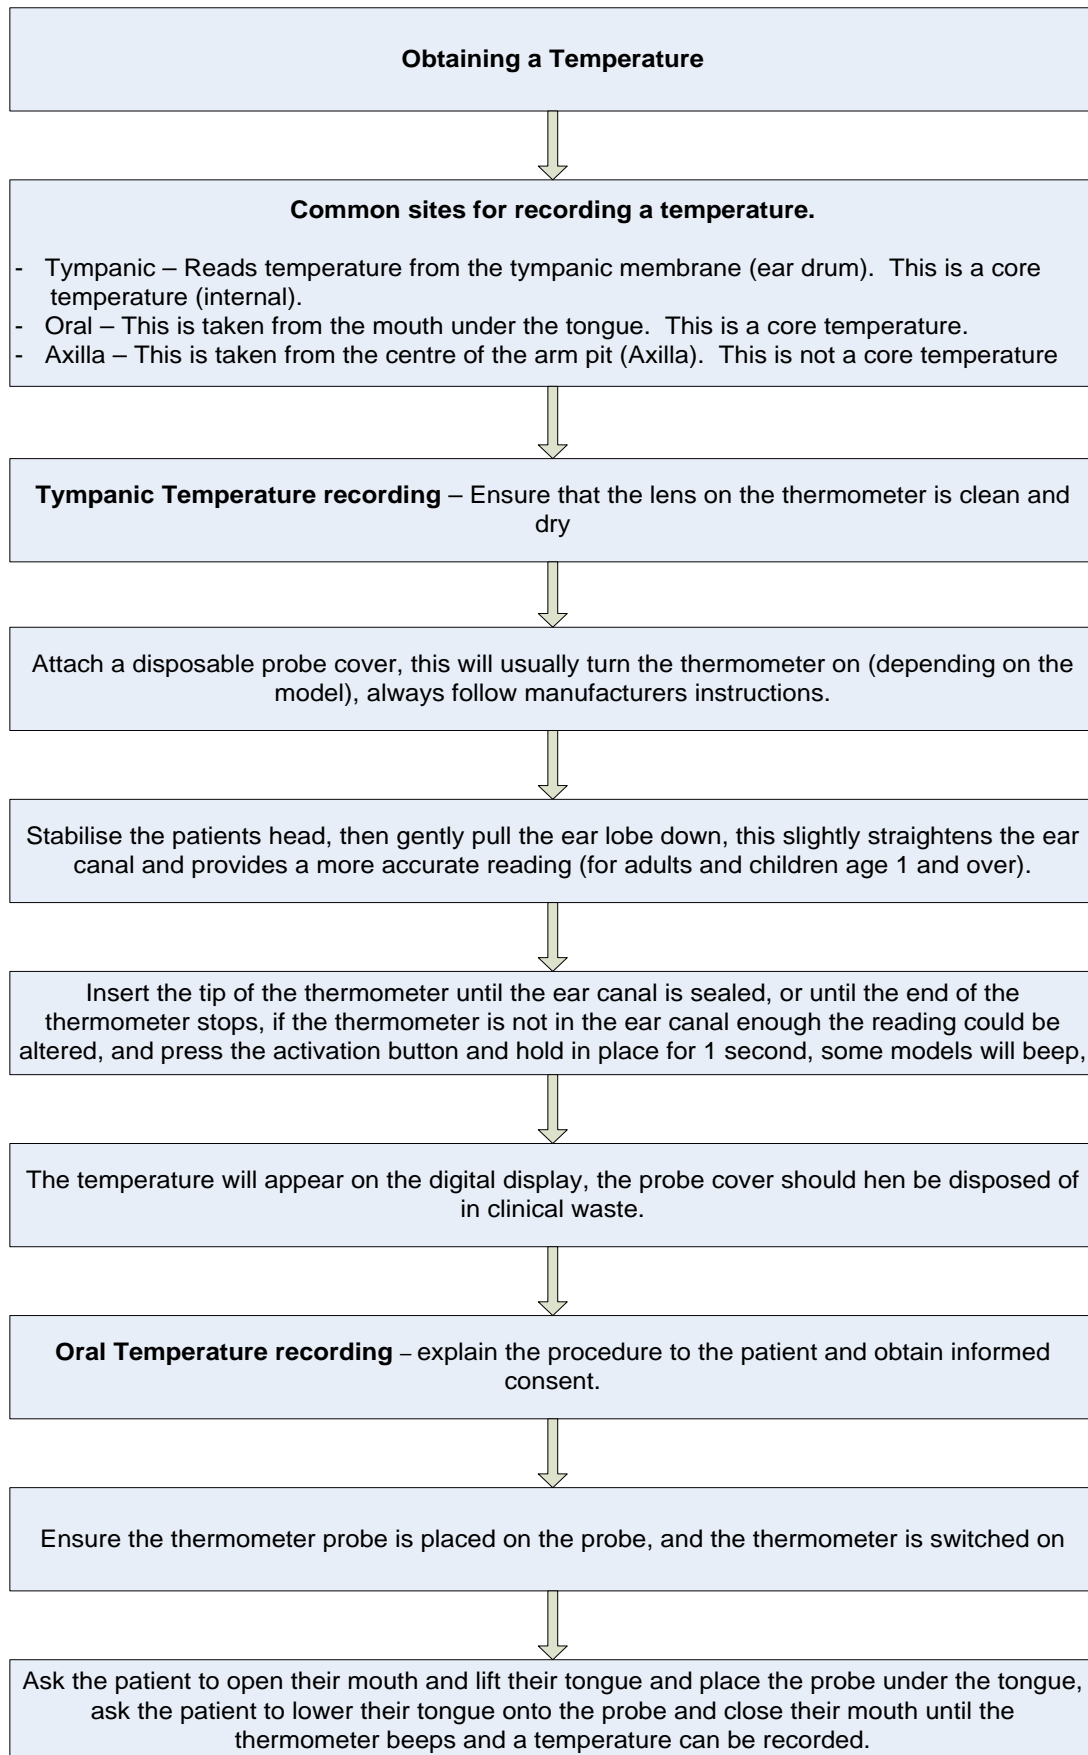 Obtaining a Temperature
Common sites for recording a temperature.
- Tympanic – Reads temperature from the tympanic membrane (ear drum).  This is a core
temperature (internal).
- Oral – This is taken from the mouth under the tongue.  This is a core temperature.
- Axilla – This is taken from the centre of the arm pit (Axilla).  This is not a core temperature
Tympanic Temperature recording – Ensure that the lens on the thermometer is clean and
dry
Attach a disposable probe cover, this will usually turn the thermometer on (depending on the
model), always follow manufacturers instructions.
Stabilise the patients head, then gently pull the ear lobe down, this slightly straightens the ear
canal and provides a more accurate reading (for adults and children age 1 and over).
Insert the tip of the thermometer until the ear canal is sealed, or until the end of the
thermometer stops, if the thermometer is not in the ear canal enough the reading could be
altered, and press the activation button and hold in place for 1 second, some models will beep,
The temperature will appear on the digital display, the probe cover should hen be disposed of
in clinical waste.
Oral Temperature recording – explain the procedure to the patient and obtain informed
consent.
Ensure the thermometer probe is placed on the probe, and the thermometer is switched on
Ask the patient to open their mouth and lift their tongue and place the probe under the tongue,
ask the patient to lower their tongue onto the probe and close their mouth until the
thermometer beeps and a temperature can be recorded.